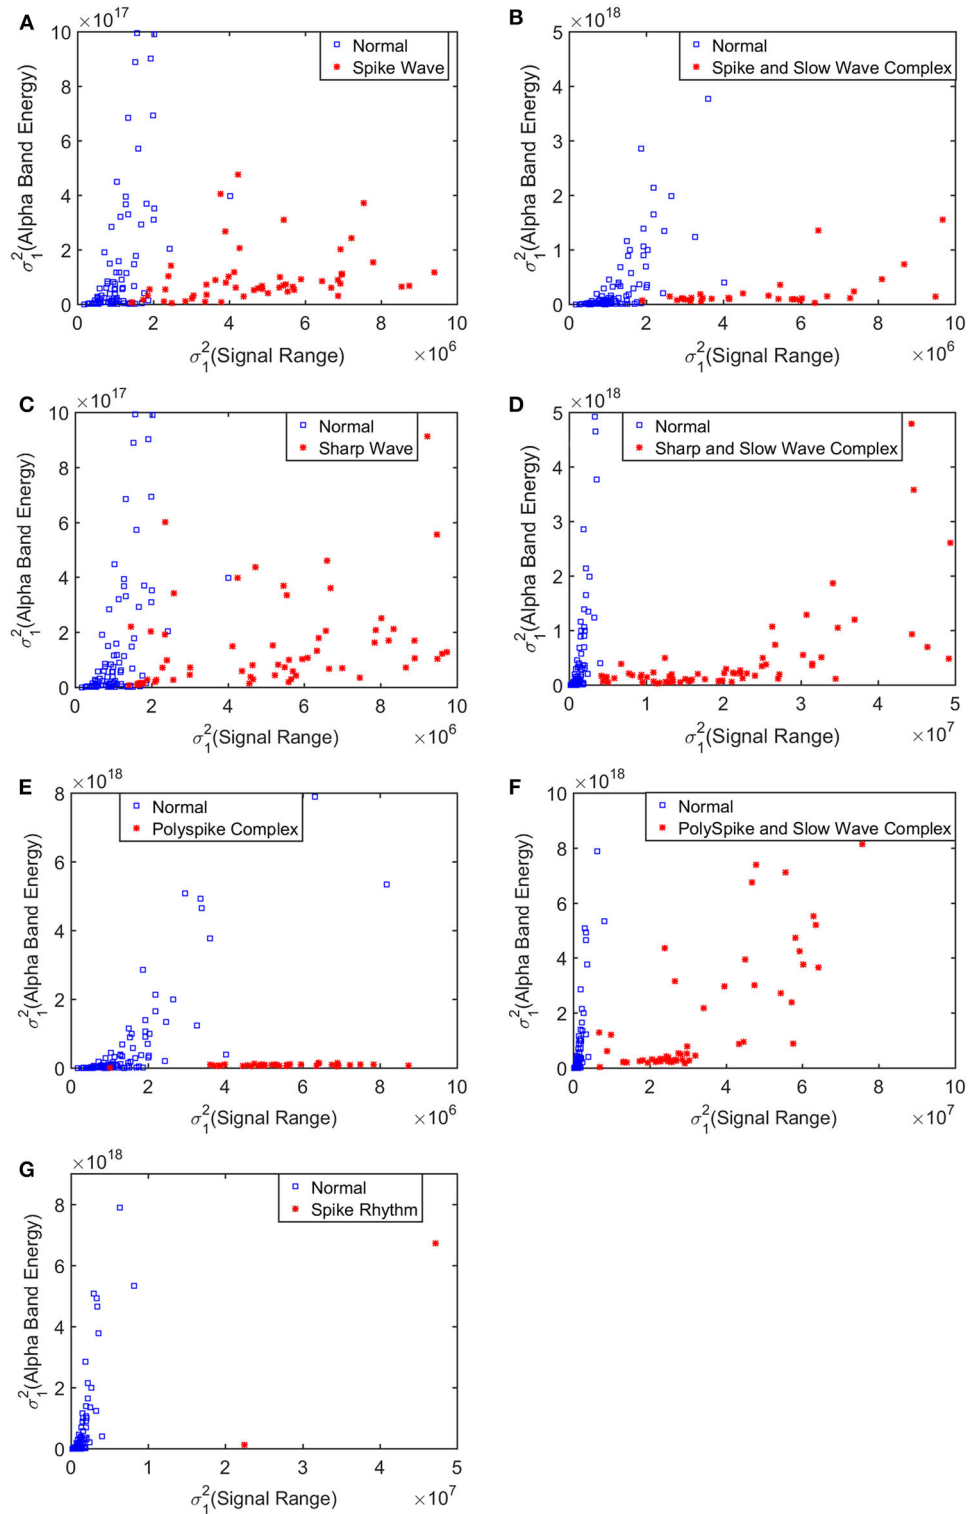 A
×10^17
10
8
6
4
2
0
σ₁²(Alpha Band Energy)
Normal
Spike Wave
0 2 4 6 8 10
σ₁²(Signal Range)
×10^6
B
×10^18
5
4
3
2
1
0
σ₁²(Alpha Band Energy)
Normal
Spike and Slow Wave Complex
0 2 4 6 8 10
σ₁²(Signal Range)
×10^6
C
×10^17
10
8
6
4
2
0
σ₁²(Alpha Band Energy)
Normal
Sharp Wave
0 2 4 6 8 10
σ₁²(Signal Range)
×10^6
D
×10^18
5
4
3
2
1
0
σ₁²(Alpha Band Energy)
Normal
Sharp and Slow Wave Complex
0 1 2 3 4 5
σ₁²(Signal Range)
×10^7
E
×10^18
8
6
4
2
0
σ₁²(Alpha Band Energy)
Normal
Polyspike Complex
0 2 4 6 8 10
σ₁²(Signal Range)
×10^6
F
×10^18
10
8
6
4
2
0
σ₁²(Alpha Band Energy)
Normal
PolySpike and Slow Wave Complex
0 2 4 6 8 10
σ₁²(Signal Range)
×10^7
G
×10^18
8
6
4
2
0
σ₁²(Alpha Band Energy)
Normal
Spike Rhythm
0 1 2 3 4 5
σ₁²(Signal Range)
×10^7